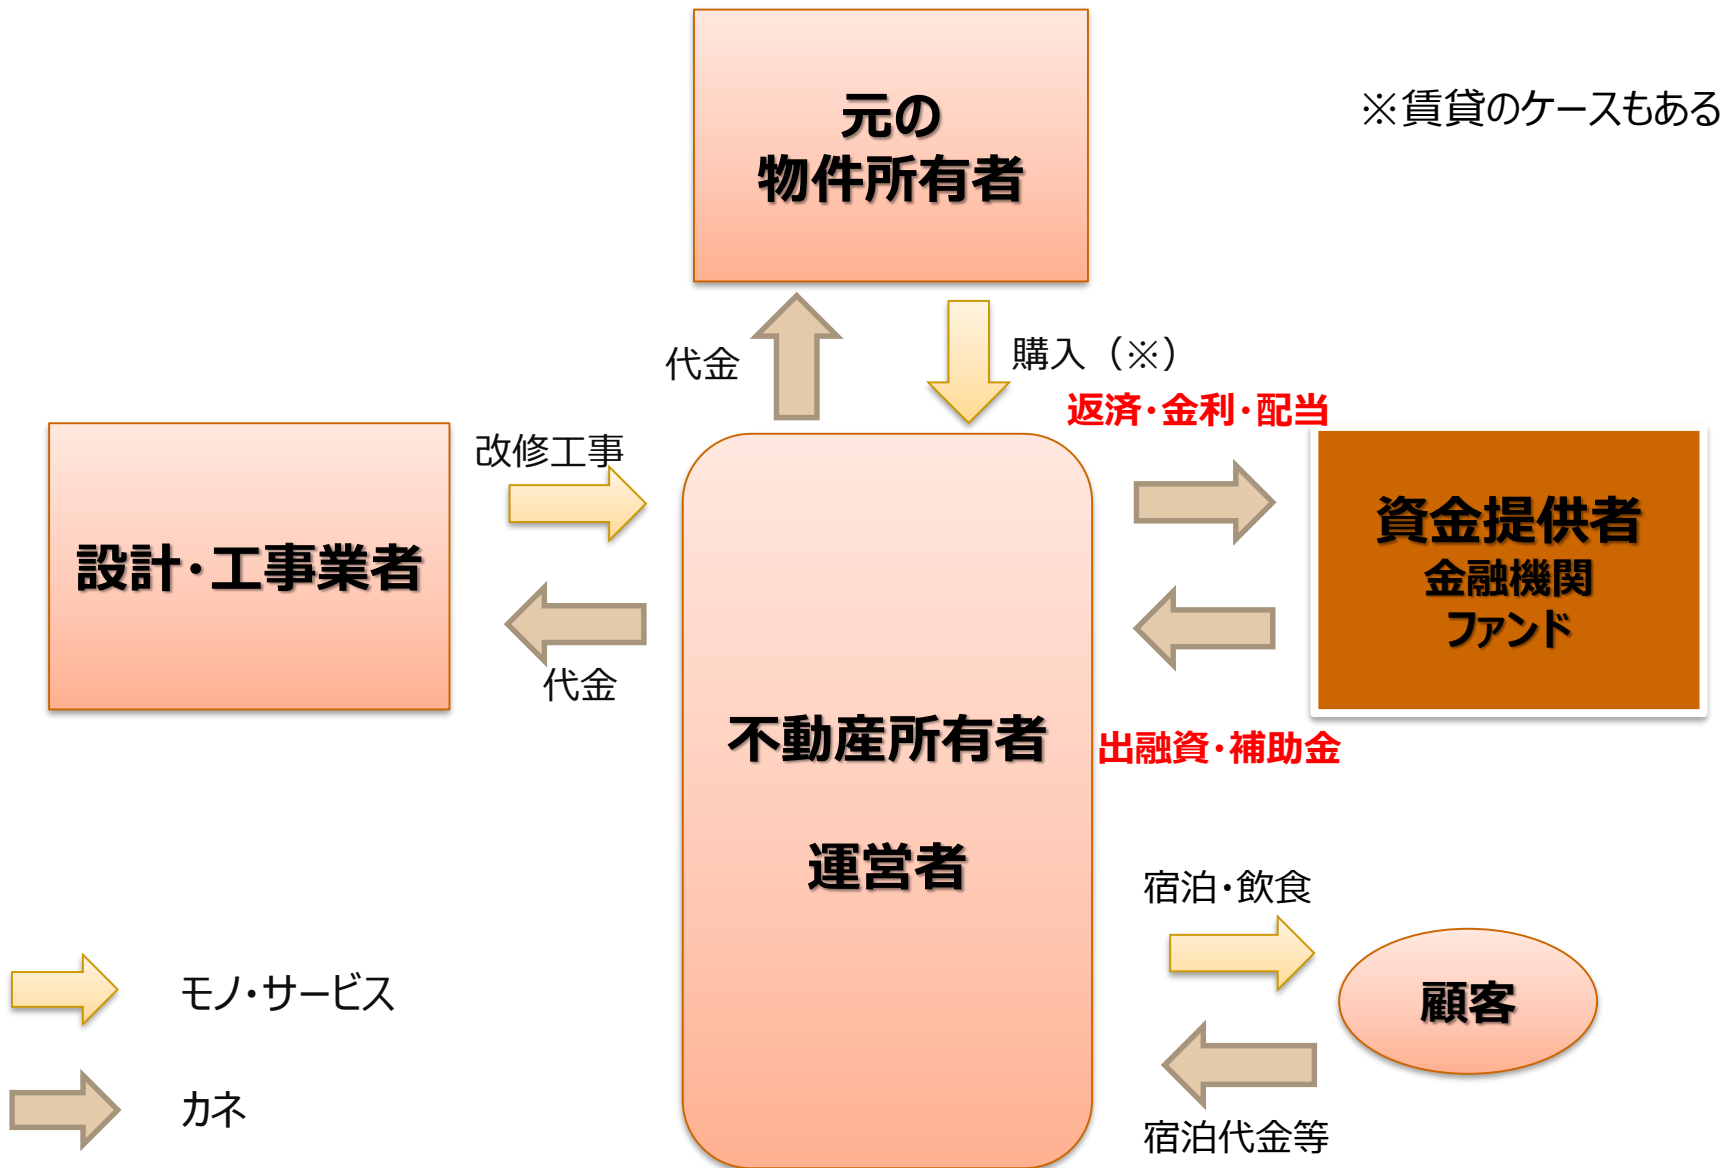 元の
物件所有者
※賃貸のケースもある
代金
購入（※）
返済・金利・配当
改修工事
設計・工事業者
資金提供者
金融機関
ファンド
代金
不動産所有者
出融資・補助金
運営者
宿泊・飲食
モノ・サービス
顧客
カネ
宿泊代金等